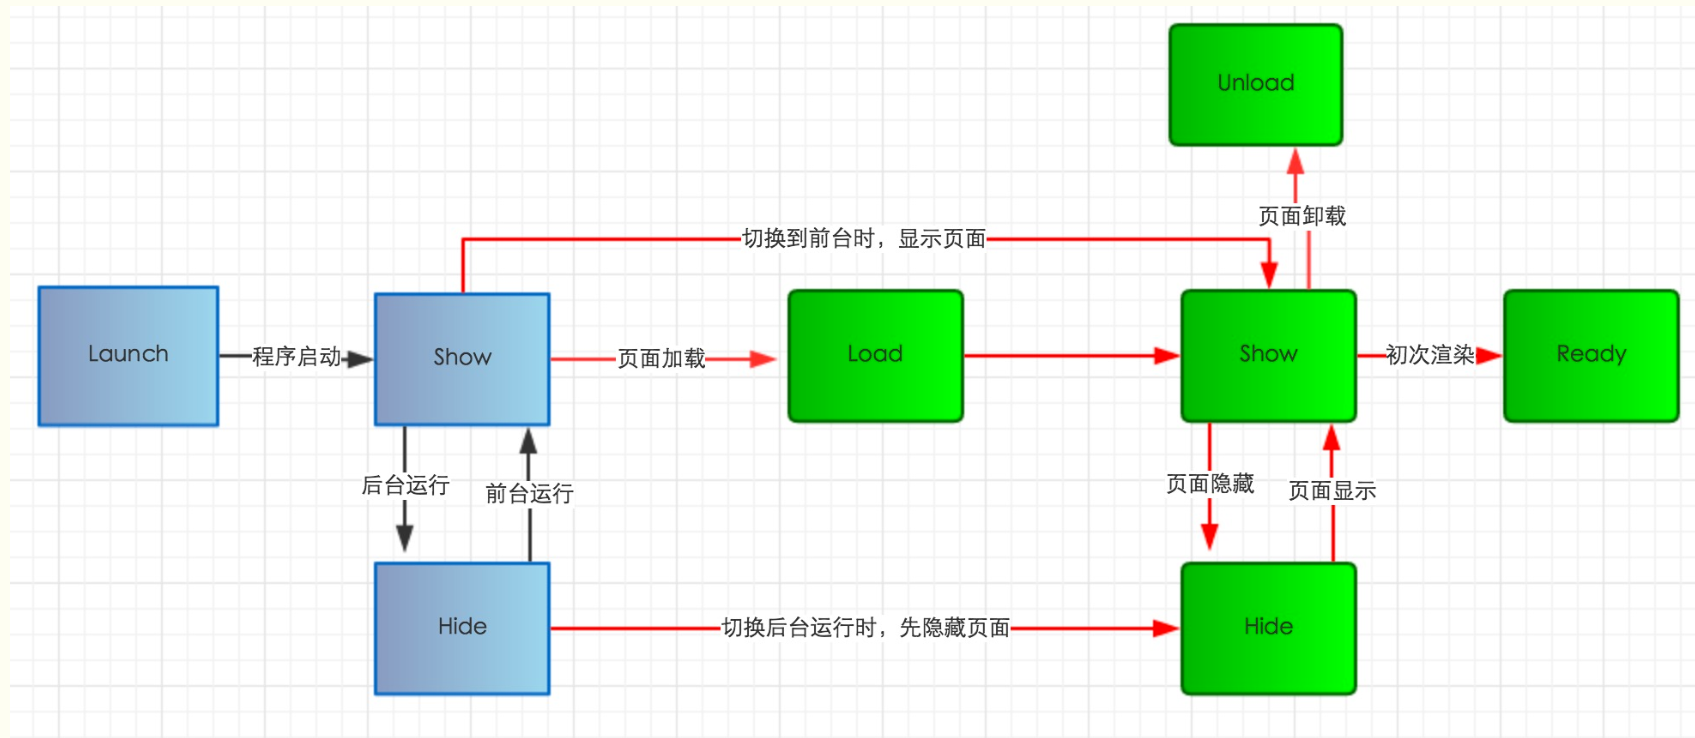 Unload
页面卸载
切换到前台时，显示页面
Launch
程序启动
Show
页面加载
Load
Show
初次渲染
Ready
后台运行
前台运行
页面隐藏
页面显示
Hide
切换后台运行时，先隐藏页面
Hide